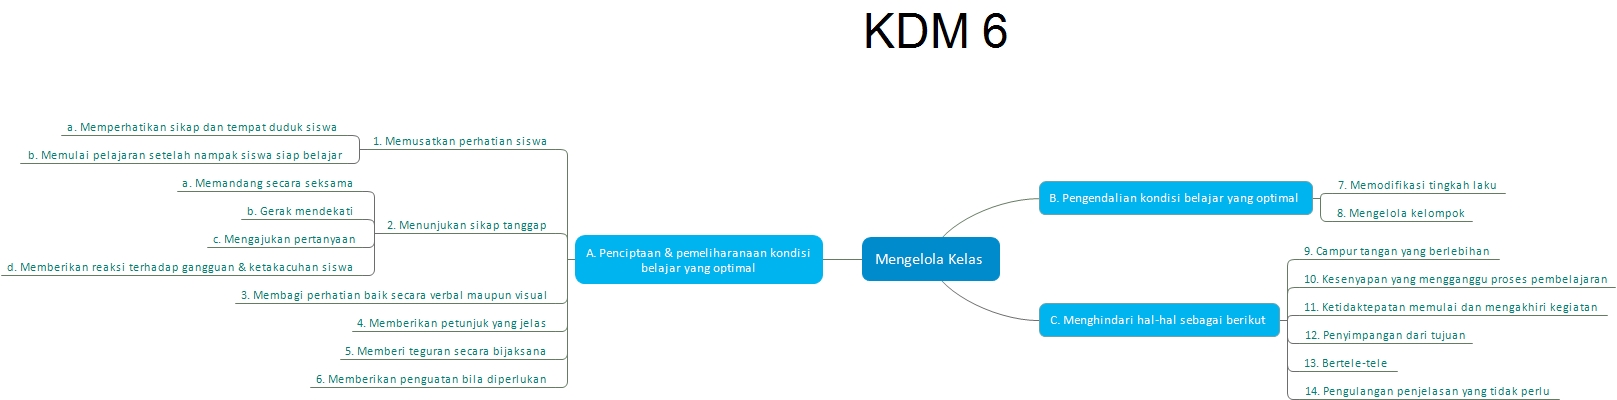 KDM 6
Mengelola Kelas
A. Penciptaan & pemeliharanaan kondisi
belajar yang optimal
1. Memusatkan perhatian siswa
a. Memperhatikan sikap dan tempat duduk siswa
b. Memulai pelajaran setelah nampak siswa siap belajar
2. Menunjukan sikap tanggap
a. Memandang secara seksama
b. Gerak mendekati
c. Mengajukan pertanyaan
d. Memberikan reaksi terhadap gangguan & ketakacuhan siswa
3. Membagi perhatian baik secara verbal maupun visual
4. Memberikan petunjuk yang jelas
5. Memberi teguran secara bijaksana
6. Memberikan penguatan bila diperlukan
B. Pengendalian kondisi belajar yang optimal
7. Memodifikasi tingkah laku
8. Mengelola kelompok
C. Menghindari hal-hal sebagai berikut
9. Campur tangan yang berlebihan
10. Kesenyapan yang mengganggu proses pembelajaran
11. Ketidaktepatan memulai dan mengakhiri kegiatan
12. Penyimpangan dari tujuan
13. Bertele-tele
14. Pengulangan penjelasan yang tidak perlu